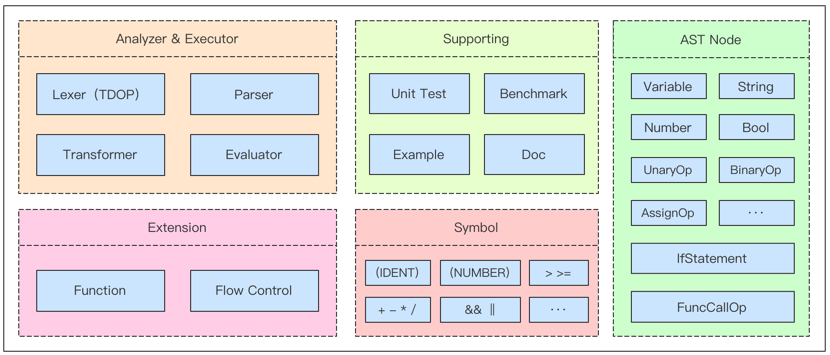 Analyzer & Executor
Lexer（TDOP） Parser
Transformer Evaluator
Supporting
Unit Test Benchmark
Example Doc
AST Node
Variable String
Number Bool
UnaryOp BinaryOp
AssignOp ···
IfStatement
FuncCallOp
Extension
Function Flow Control
Symbol
(IDENT) (NUMBER) > >=
+ − * / && || ···